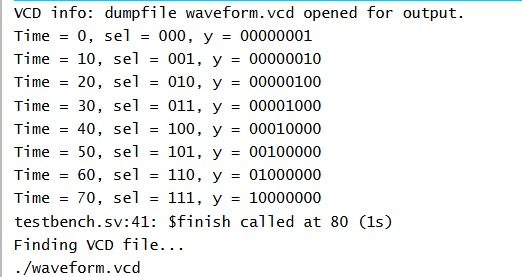 VCD info: dumpfile waveform.vcd opened for output.
Time = 0, sel = 000, y = 00000001
Time = 10, sel = 001, y = 00000010
Time = 20, sel = 010, y = 00000100
Time = 30, sel = 011, y = 00001000
Time = 40, sel = 100, y = 00010000
Time = 50, sel = 101, y = 00100000
Time = 60, sel = 110, y = 01000000
Time = 70, sel = 111, y = 10000000
testbench.sv:41: $finish called at 80 (1s)
Finding VCD file...
./waveform.vcd